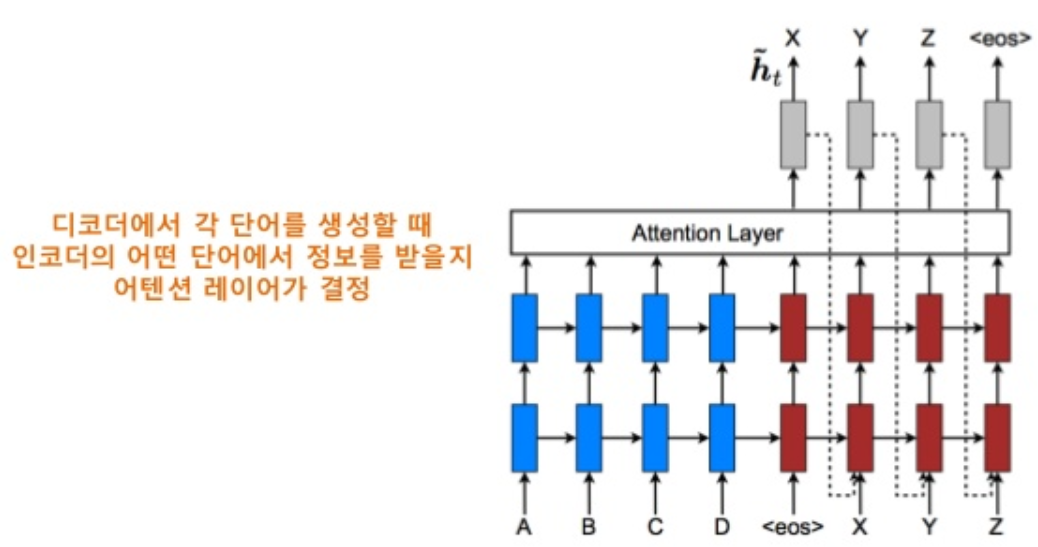 디코더에서 각 단어를 생성할 때
인코더의 어떤 단어에서 정보를 받을지
어텐션 레이어가 결정
X Y Z <eos>
h̃t
Attention Layer
A B C D <eos> X Y Z